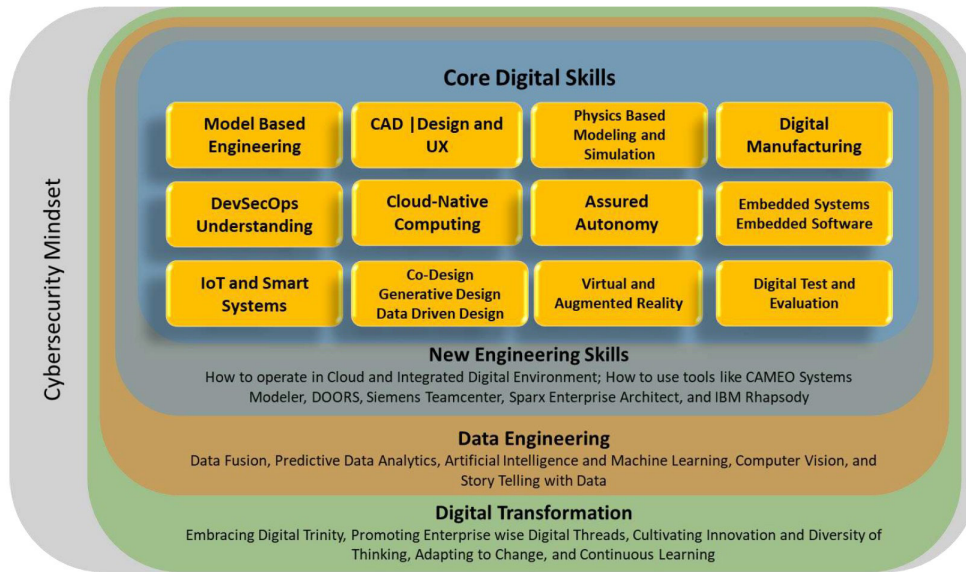 Cybersecurity Mindset
Core Digital Skills
Model Based
Engineering
CAD |Design and
UX
Physics Based
Modeling and
Simulation
Digital
Manufacturing
DevSecOps
Understanding
Cloud-Native
Computing
Assured
Autonomy
Embedded Systems
Embedded Software
IoT and Smart
Systems
Co-Design
Generative Design
Data Driven Design
Virtual and
Augmented Reality
Digital Test and
Evaluation
New Engineering Skills
How to operate in Cloud and Integrated Digital Environment; How to use tools like CAMEO Systems
Modeler, DOORS, Siemens Teamcenter, Sparx Enterprise Architect, and IBM Rhapsody
Data Engineering
Data Fusion, Predictive Data Analytics, Artificial Intelligence and Machine Learning, Computer Vision, and
Story Telling with Data
Digital Transformation
Embracing Digital Trinity, Promoting Enterprise wise Digital Threads, Cultivating Innovation and Diversity of
Thinking, Adapting to Change, and Continuous Learning